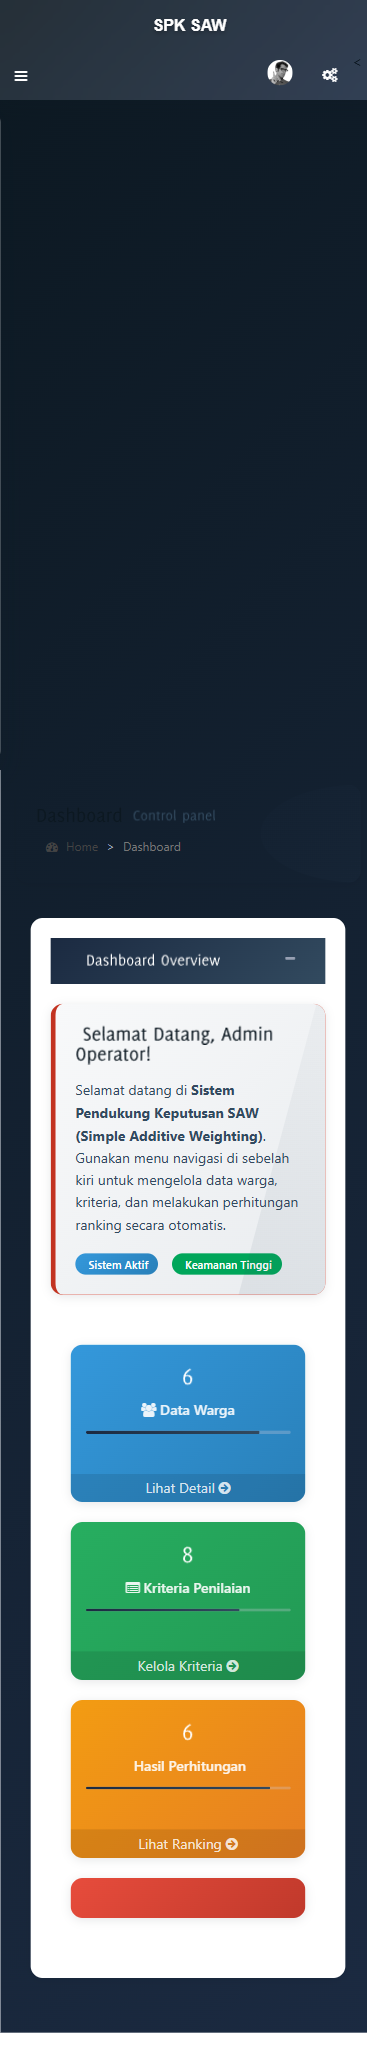 SPK SAW
<
Dashboard Control panel
Home > Dashboard
Dashboard Overview
Selamat Datang, Admin
Operator!
Selamat datang di Sistem
Pendukung Keputusan SAW
(Simple Additive Weighting).
Gunakan menu navigasi di sebelah
kiri untuk mengelola data warga,
kriteria, dan melakukan perhitungan
ranking secara otomatis.
Sistem Aktif Keamanan Tinggi
6
Data Warga
Lihat Detail
8
Kriteria Penilaian
Kelola Kriteria
6
Hasil Perhitungan
Lihat Ranking